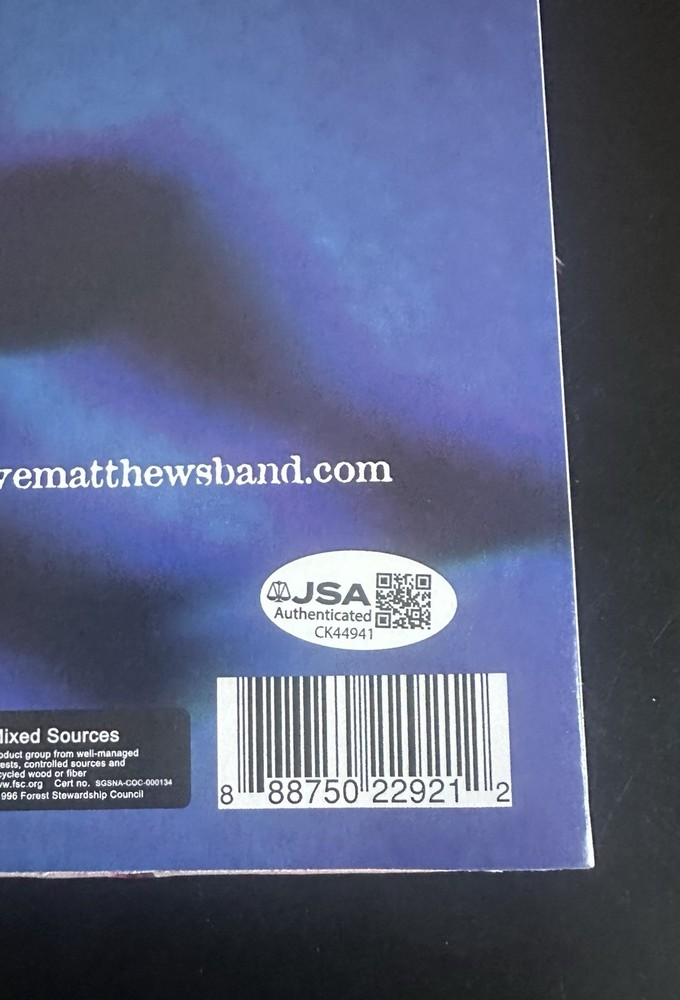 vematthewsband.com
JSA
Authenticated
CK44941
Mixed Sources
oduct group from well-managed
ests, controlled sources and
cycled wood or fiber
ww.fsc.org Cert no. SGSNA-COC-000134
996 Forest Stewardship Council
8 88750 22921 2